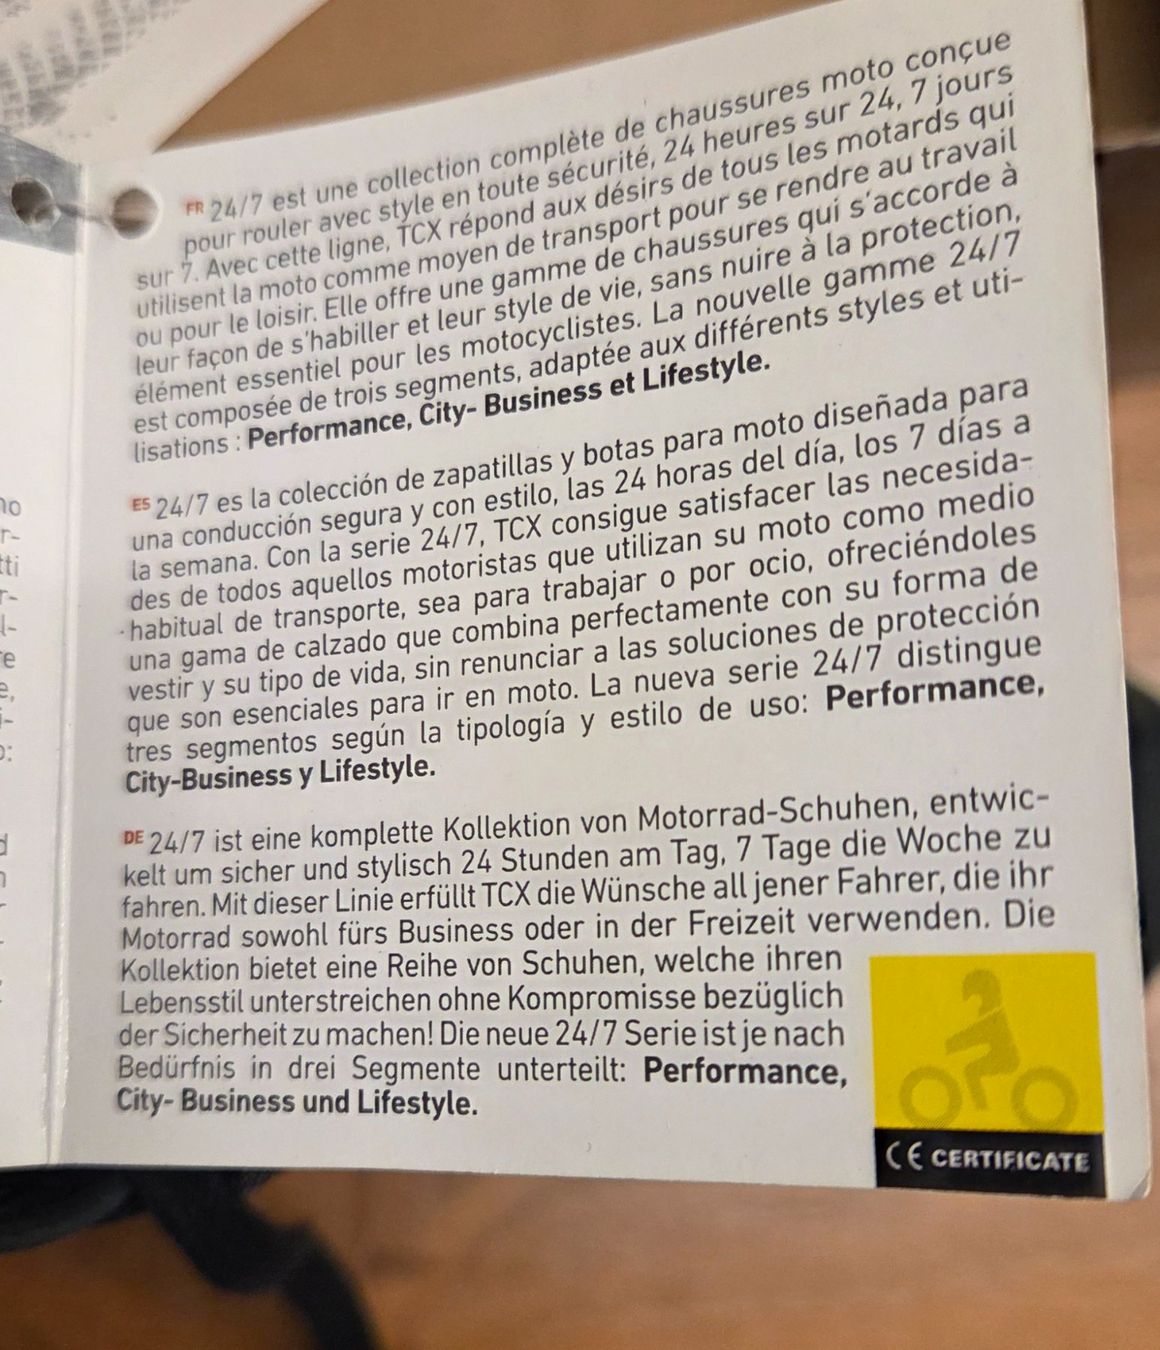 FR 24/7 est une collection complète de chaussures moto conçue
pour rouler avec style en toute sécurité, 24 heures sur 24, 7 jours
sur 7. Avec cette ligne, TCX répond aux désirs de tous les motards qui
utilisent la moto comme moyen de transport pour se rendre au travail
ou pour le loisir. Elle offre une gamme de chaussures qui s'accorde à
leur façon de s'habiller et leur style de vie, sans nuire à la protection,
élément essentiel pour les motocyclistes. La nouvelle gamme 24/7
est composée de trois segments, adaptée aux différents styles et uti-
lisations : Performance, City- Business et Lifestyle.
ES 24/7 es la colección de zapatillas y botas para moto diseñada para
una conducción segura y con estilo, las 24 horas del día, los 7 días a
la semana. Con la serie 24/7, TCX consigue satisfacer las necesida-
des de todos aquellos motoristas que utilizan su moto como medio
habitual de transporte, sea para trabajar o por ocio, ofreciéndoles
una gama de calzado que combina perfectamente con su forma de
vestir y su tipo de vida, sin renunciar a las soluciones de protección
que son esenciales para ir en moto. La nueva serie 24/7 distingue
tres segmentos según la tipología y estilo de uso: Performance,
City-Business y Lifestyle.
DE 24/7 ist eine komplette Kollektion von Motorrad-Schuhen, entwic-
kelt um sicher und stylisch 24 Stunden am Tag, 7 Tage die Woche zu
fahren. Mit dieser Linie erfüllt TCX die Wünsche all jener Fahrer, die ihr
Motorrad sowohl fürs Business oder in der Freizeit verwenden. Die
Kollektion bietet eine Reihe von Schuhen, welche ihren
Lebensstil unterstreichen ohne Kompromisse bezüglich
der Sicherheit zu machen! Die neue 24/7 Serie ist je nach
Bedürfnis in drei Segmente unterteilt: Performance,
City- Business und Lifestyle.
CE CERTIFICATE